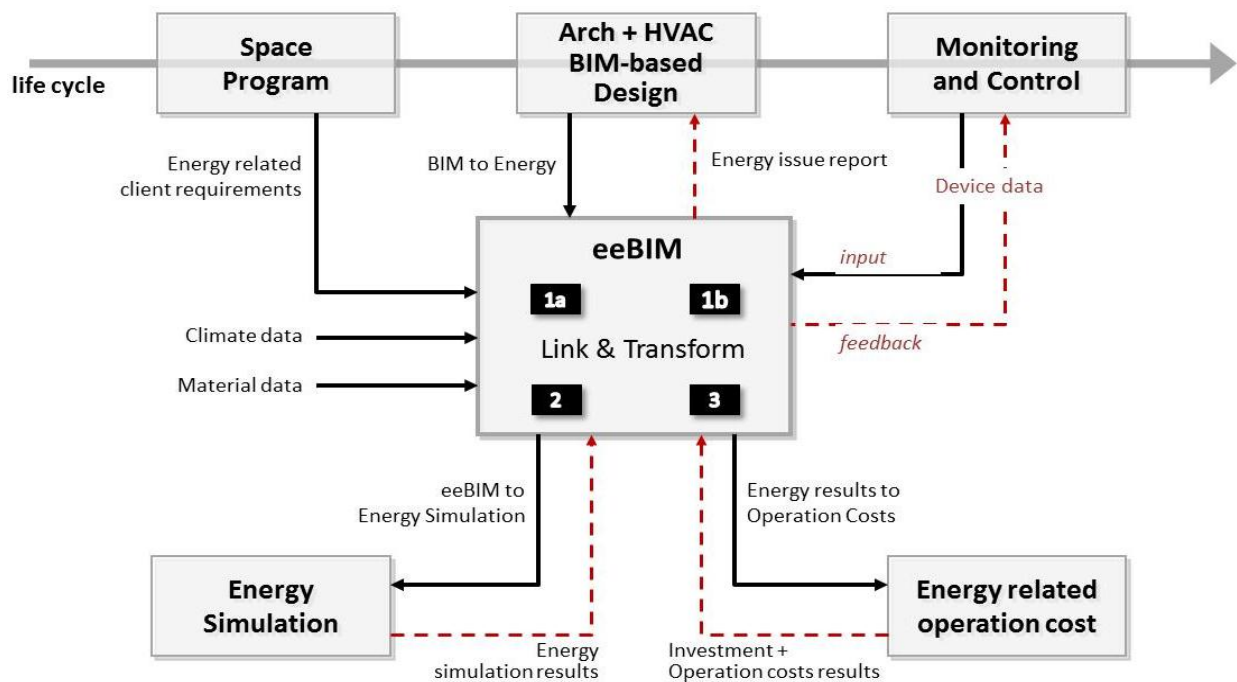 Space
Program
Arch + HVAC
BIM-based
Design
Monitoring
and Control
life cycle
Energy related
client requirements
BIM to Energy
Energy issue report
Device data
eeBIM
input
1a
1b
Climate data
Link & Transform
feedback
Material data
2
3
eeBIM to
Energy Simulation
Energy results to
Operation Costs
Energy
Simulation
Energy related
operation cost
Energy
simulation results
Investment +
Operation costs results